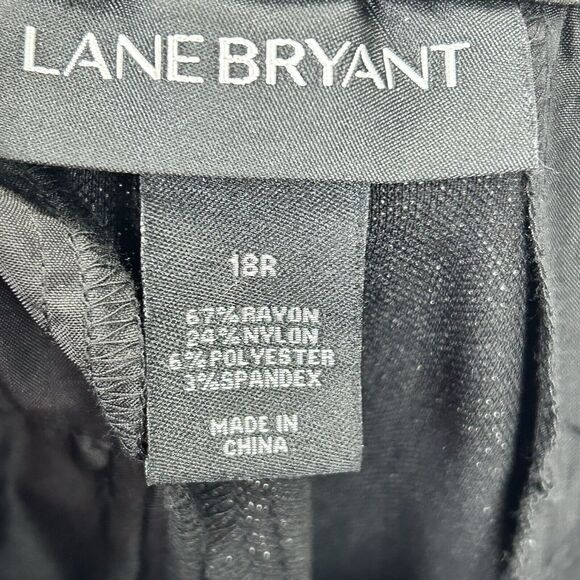 LANE BRYANT
18R
67%RAYON
24%NYLON
6%POLYESTER
3%SPANDEX
MADE IN
CHINA